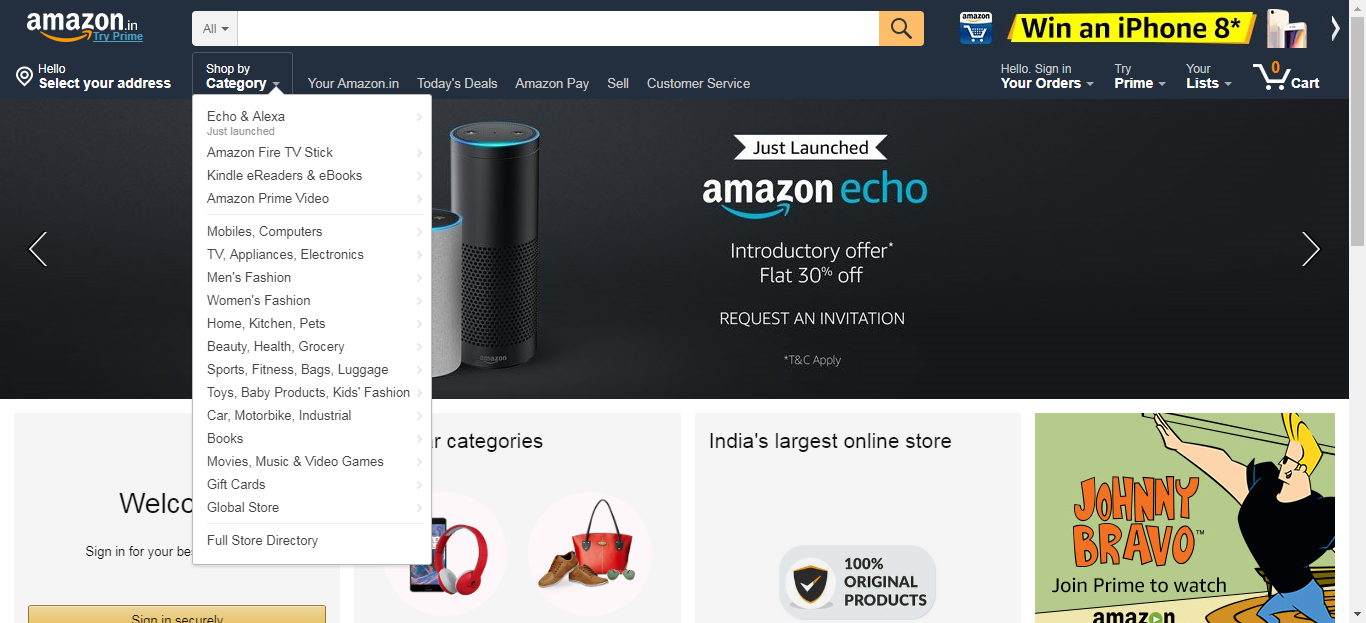 amazon.in
Try Prime
All
amazon
Win an iPhone 8*
Hello
Select your address
Shop by
Category
Your Amazon.in
Today's Deals
Amazon Pay
Sell
Customer Service
Hello. Sign in
Your Orders
Try
Prime
Your
Lists
0
Cart
Echo & Alexa
Just launched
Amazon Fire TV Stick
Kindle eReaders & eBooks
Amazon Prime Video
Mobiles, Computers
TV, Appliances, Electronics
Men's Fashion
Women's Fashion
Home, Kitchen, Pets
Beauty, Health, Grocery
Sports, Fitness, Bags, Luggage
Toys, Baby Products, Kids' Fashion
Car, Motorbike, Industrial
Books
Movies, Music & Video Games
Gift Cards
Global Store
Full Store Directory
amazon
Just Launched
amazon echo
Introductory offer*
Flat 30% off
REQUEST AN INVITATION
*T&C Apply
Welco
Sign in for your be
Sign in securely
ar categories
India's largest online store
100%
ORIGINAL
PRODUCTS
JOHNNY
BRAVO™
Join Prime to watch
amazon